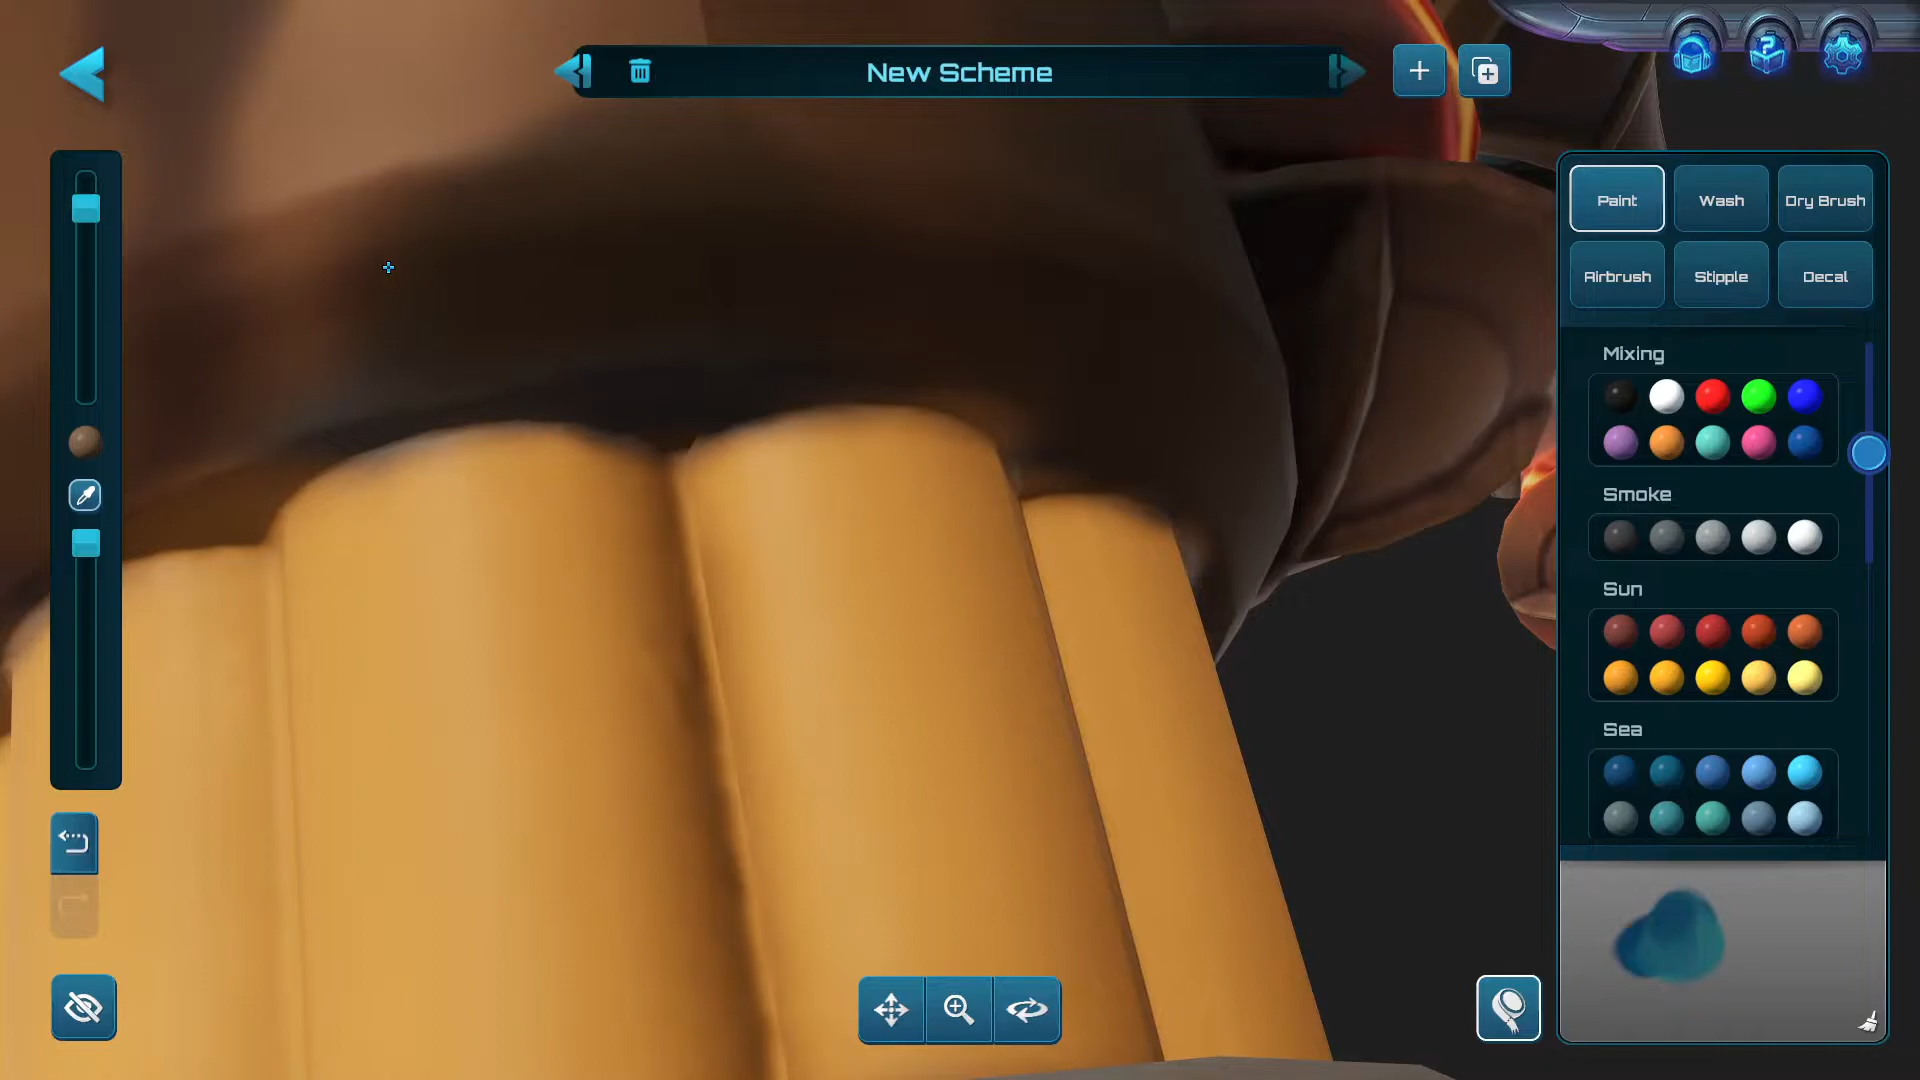 New Scheme
Paint
Wash
Dry Brush
Airbrush
Stipple
Decal
Mixing
Smoke
Sun
Sea